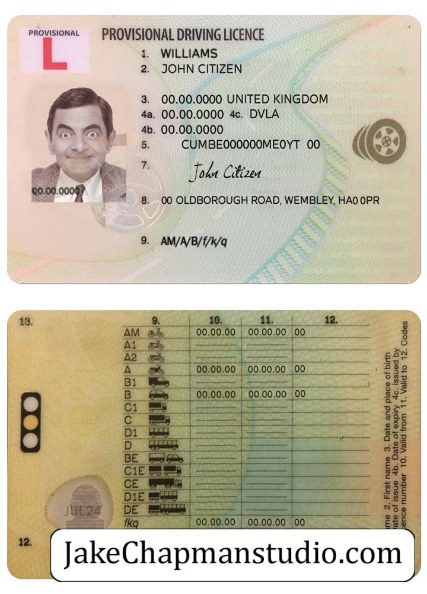 PROVISIONAL
L
PROVISIONAL DRIVING LICENCE
1. WILLIAMS
2. JOHN CITIZEN
3. 00.00.0000 UNITED KINGDOM
4a. 00.00.0000 4c. DVLA
4b. 00.00.0000
5. CUMBE000000ME0YT 00
7. John Citizen
00.00.0000
8. 00 OLDBOROUGH ROAD, WEMBLEY, HA0 0PR
9. AM/A/B/f/k/q
13. 9. 10. 11. 12.
AM 00.00.00 00.00.00 00
A1
A2
A 00.00.00 00.00.00 00
B1
B 00.00.00 00.00.00 00
C1
C
D1
D
BE
C1E
CE
D1E
DE
fkq 00.00.00 00.00.00 00
JUL24
12.
2. First name 3. Date and place of birth
of issue 4b. Date of expiry 4c. Issued by
number 10. Valid from 11. Valid to 12. Codes
JakeChapmanstudio.com